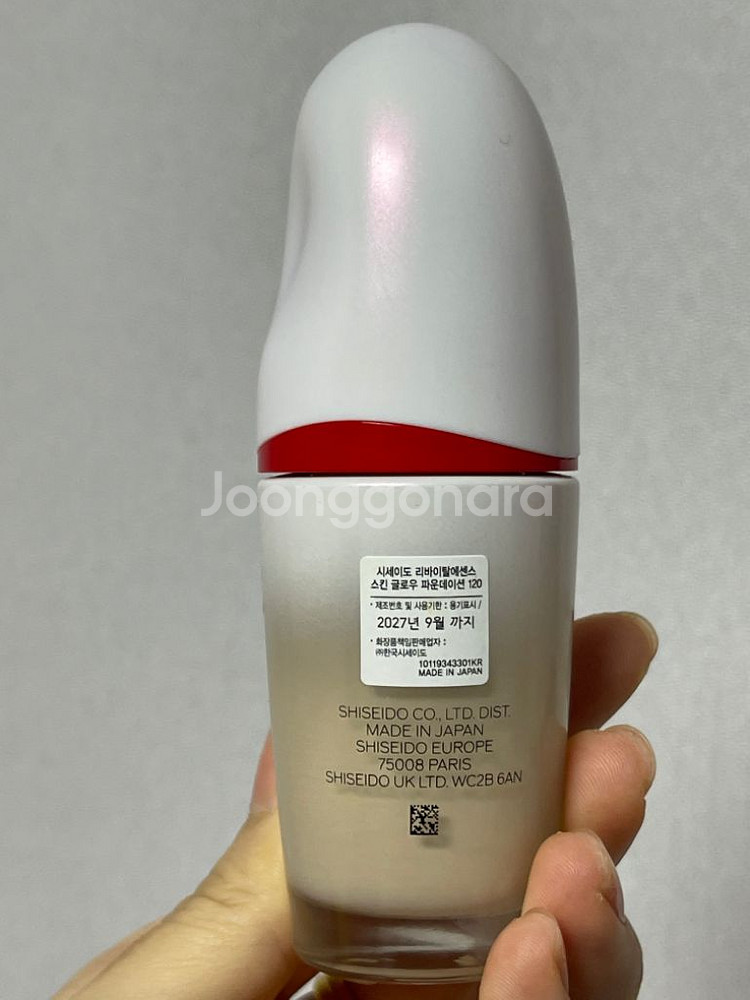 Joonggonara
시세이도 리바이탈에센스
스킨 글로우 파운데이션 120
· 제조번호 및 사용기한 : 용기표시 /
2027년 9월 까지
· 화장품책임판매업자 :
㈜한국시세이도
10119343301KR
MADE IN JAPAN
SHISEIDO CO., LTD. DIST.
MADE IN JAPAN
SHISEIDO EUROPE
75008 PARIS
SHISEIDO UK LTD. WC2B 6AN